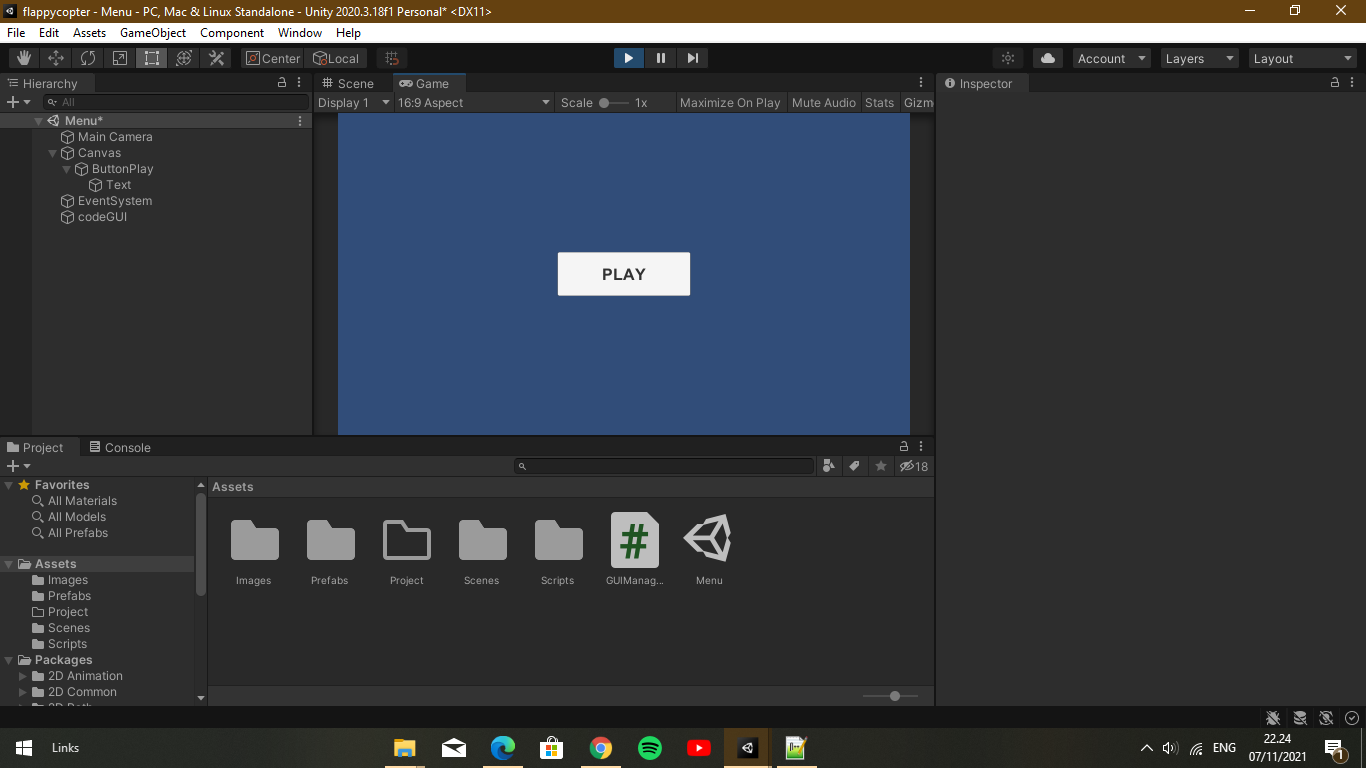 flappycopter - Menu - PC, Mac & Linux Standalone - Unity 2020.3.18f1 Personal* <DX11>
File Edit Assets GameObject Component Window Help
Center Local Account Layers Layout
Hierarchy
All
Menu*
Main Camera
Canvas
ButtonPlay
Text
EventSystem
codeGUI
Scene Game
Display 1 16:9 Aspect Scale 1x Maximize On Play Mute Audio Stats Gizm
PLAY
Inspector
Project Console
18
Favorites
All Materials
All Models
All Prefabs
Assets
Images
Prefabs
Project
Scenes
Scripts
Packages
2D Animation
2D Common
Assets
Images Prefabs Project Scenes Scripts GUIManag... Menu
Links
ENG
22.24
07/11/2021
1